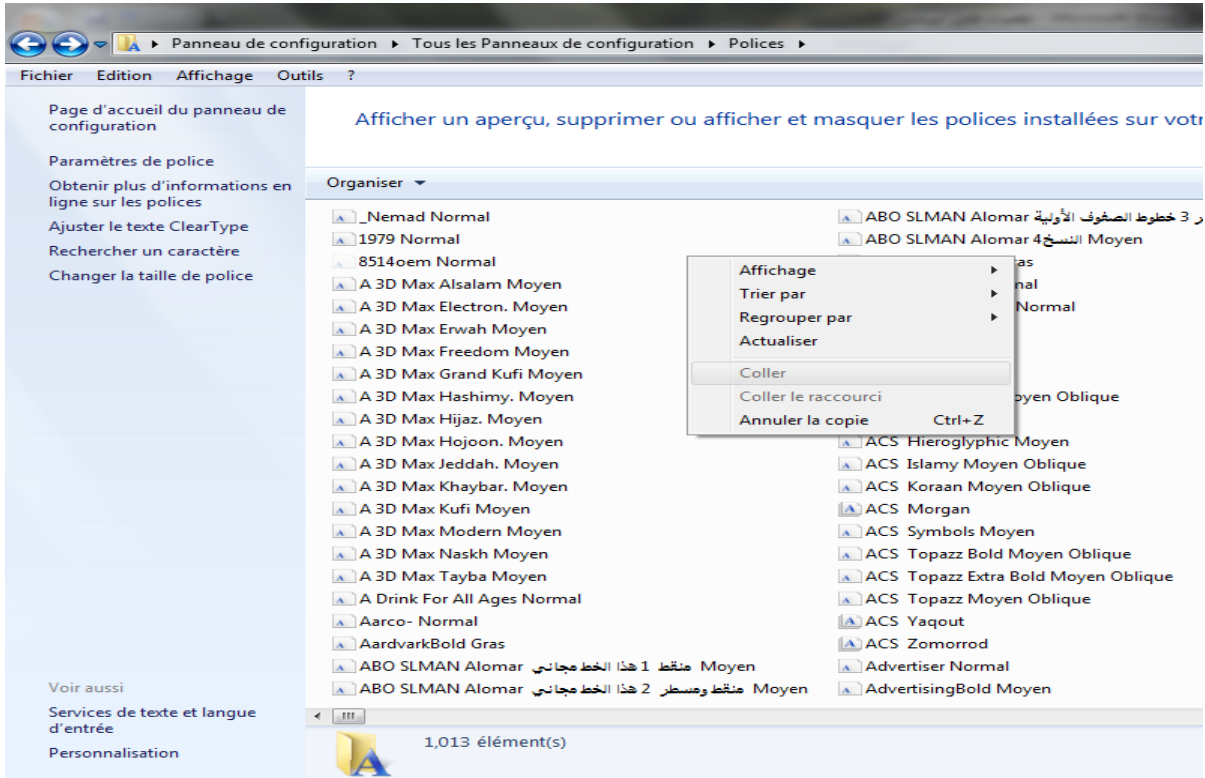 Panneau de configuration ▸ Tous les Panneaux de configuration ▸ Polices ▸
Fichier Edition Affichage Outils ?
Page d'accueil du panneau de
configuration
Paramètres de police
Obtenir plus d'informations en
ligne sur les polices
Ajuster le texte ClearType
Rechercher un caractère
Changer la taille de police
Voir aussi
Services de texte et langue
d'entrée
Personnalisation
Afficher un aperçu, supprimer ou afficher et masquer les polices installées sur votr
Organiser
_Nemad Normal
1979 Normal
8514oem Normal
A 3D Max Alsalam Moyen
A 3D Max Electron. Moyen
A 3D Max Erwah Moyen
A 3D Max Freedom Moyen
A 3D Max Grand Kufi Moyen
A 3D Max Hashimy. Moyen
A 3D Max Hijaz. Moyen
A 3D Max Hojoon. Moyen
A 3D Max Jeddah. Moyen
A 3D Max Khaybar. Moyen
A 3D Max Kufi Moyen
A 3D Max Modern Moyen
A 3D Max Naskh Moyen
A 3D Max Tayba Moyen
A Drink For All Ages Normal
Aarco- Normal
AardvarkBold Gras
ABO SLMAN Alomar منقط 1 هذا الخط مجاني Moyen
ABO SLMAN Alomar منقط ومسطر 2 هذا الخط مجاني Moyen
ABO SLMAN Alomar ر 3 خطوط الصفوف الأولية
ABO SLMAN Alomar النسخ4 Moyen
as
nal
Normal
oyen Oblique
ACS Hieroglyphic Moyen
ACS Islamy Moyen Oblique
ACS Koraan Moyen Oblique
ACS Morgan
ACS Symbols Moyen
ACS Topazz Bold Moyen Oblique
ACS Topazz Extra Bold Moyen Oblique
ACS Topazz Moyen Oblique
ACS Yaqout
ACS Zomorrod
Advertiser Normal
AdvertisingBold Moyen
Affichage
Trier par
Regrouper par
Actualiser
Coller
Coller le raccourci
Annuler la copie Ctrl+Z
1,013 élément(s)